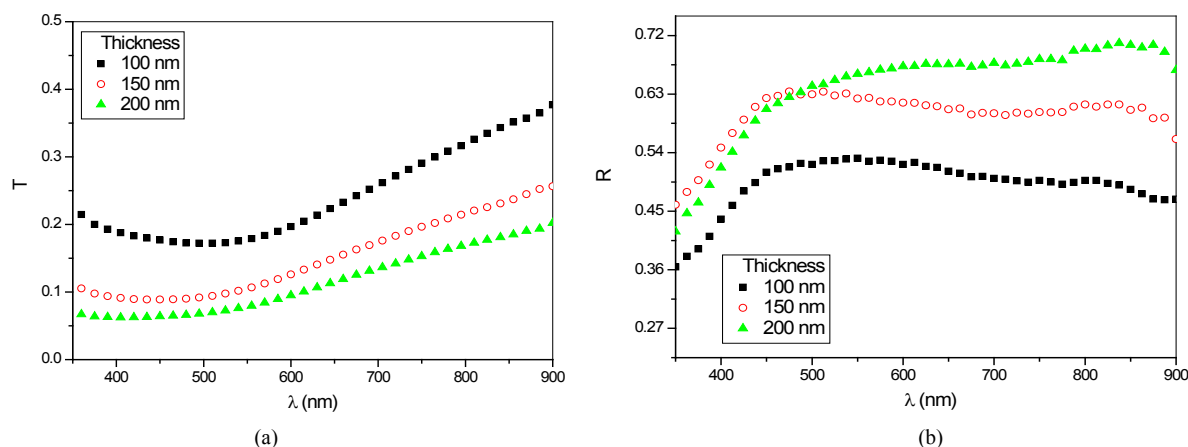 0.5
0.4
0.3
0.2
0.1
0.0
T
Thickness
100 nm
150 nm
200 nm
400 500 600 700 800 900
λ (nm)
(a)
0.72
0.63
0.54
0.45
0.36
0.27
R
Thickness
100 nm
150 nm
200 nm
400 500 600 700 800 900
λ (nm)
(b)